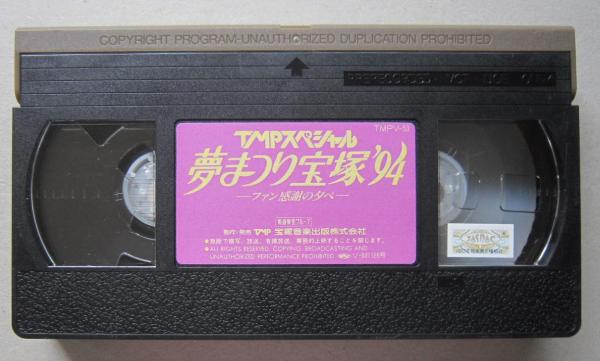 COPYRIGHT PROGRAM-UNAUTHORIZED DUPLICATION PROHIBITED
PRERECORDED
TMPV-53
TMPスペシャル
夢まつり宝塚'94
—ファン感謝の夕べ—
制作・発売 TMP 宝塚音楽出版株式会社
●無断で複写、放送、有線放送、業務的上映することを禁じます。
●ALL RIGHTS RESERVED. COPYING, BROADCASTING AND
UNAUTHORIZED PERFORMANCE PROHIBITED.
JASRAC